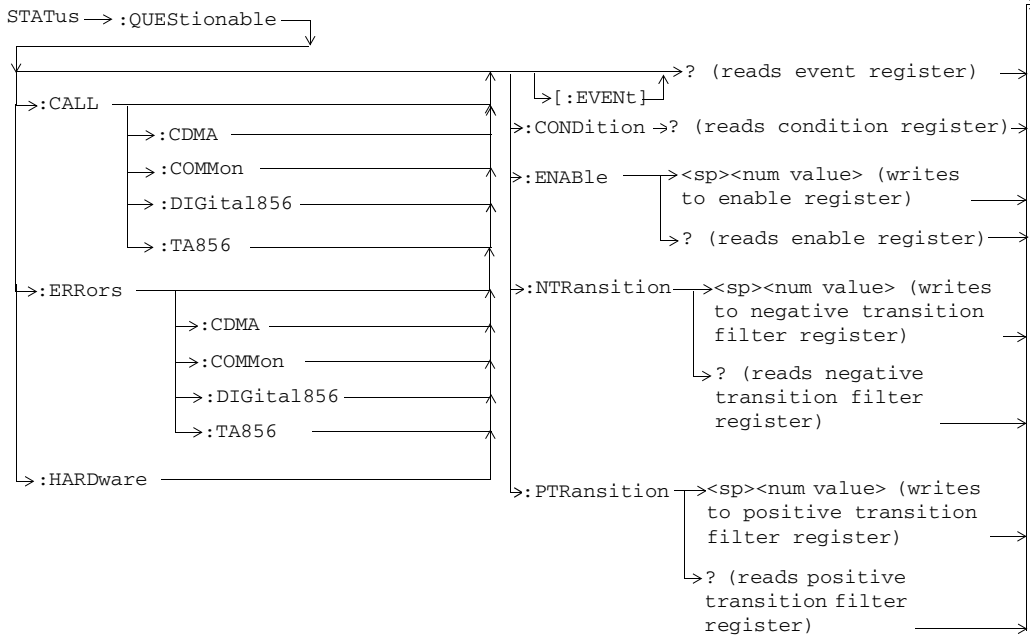 STATus :QUEStionable
:CALL
:CDMA
:COMMon
:DIGital856
:TA856
:ERRors
:CDMA
:COMMon
:DIGital856
:TA856
:HARDware
? (reads event register)
[:EVENt]
:CONDition ? (reads condition register)
:ENABle <sp><num value> (writes
to enable register)
? (reads enable register)
:NTRansition <sp><num value> (writes
to negative transition
filter register)
? (reads negative
transition filter
register)
:PTRansition <sp><num value> (writes
to positive transition
filter register)
? (reads positive
transition filter
register)